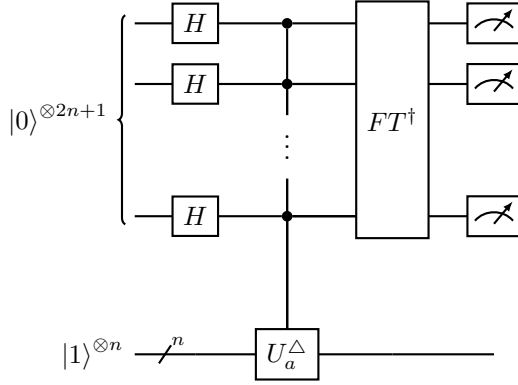 H
H
|0⟩^{⊗2n+1}
⋮
FT^†
H
|1⟩^{⊗n}
n
U_a^△